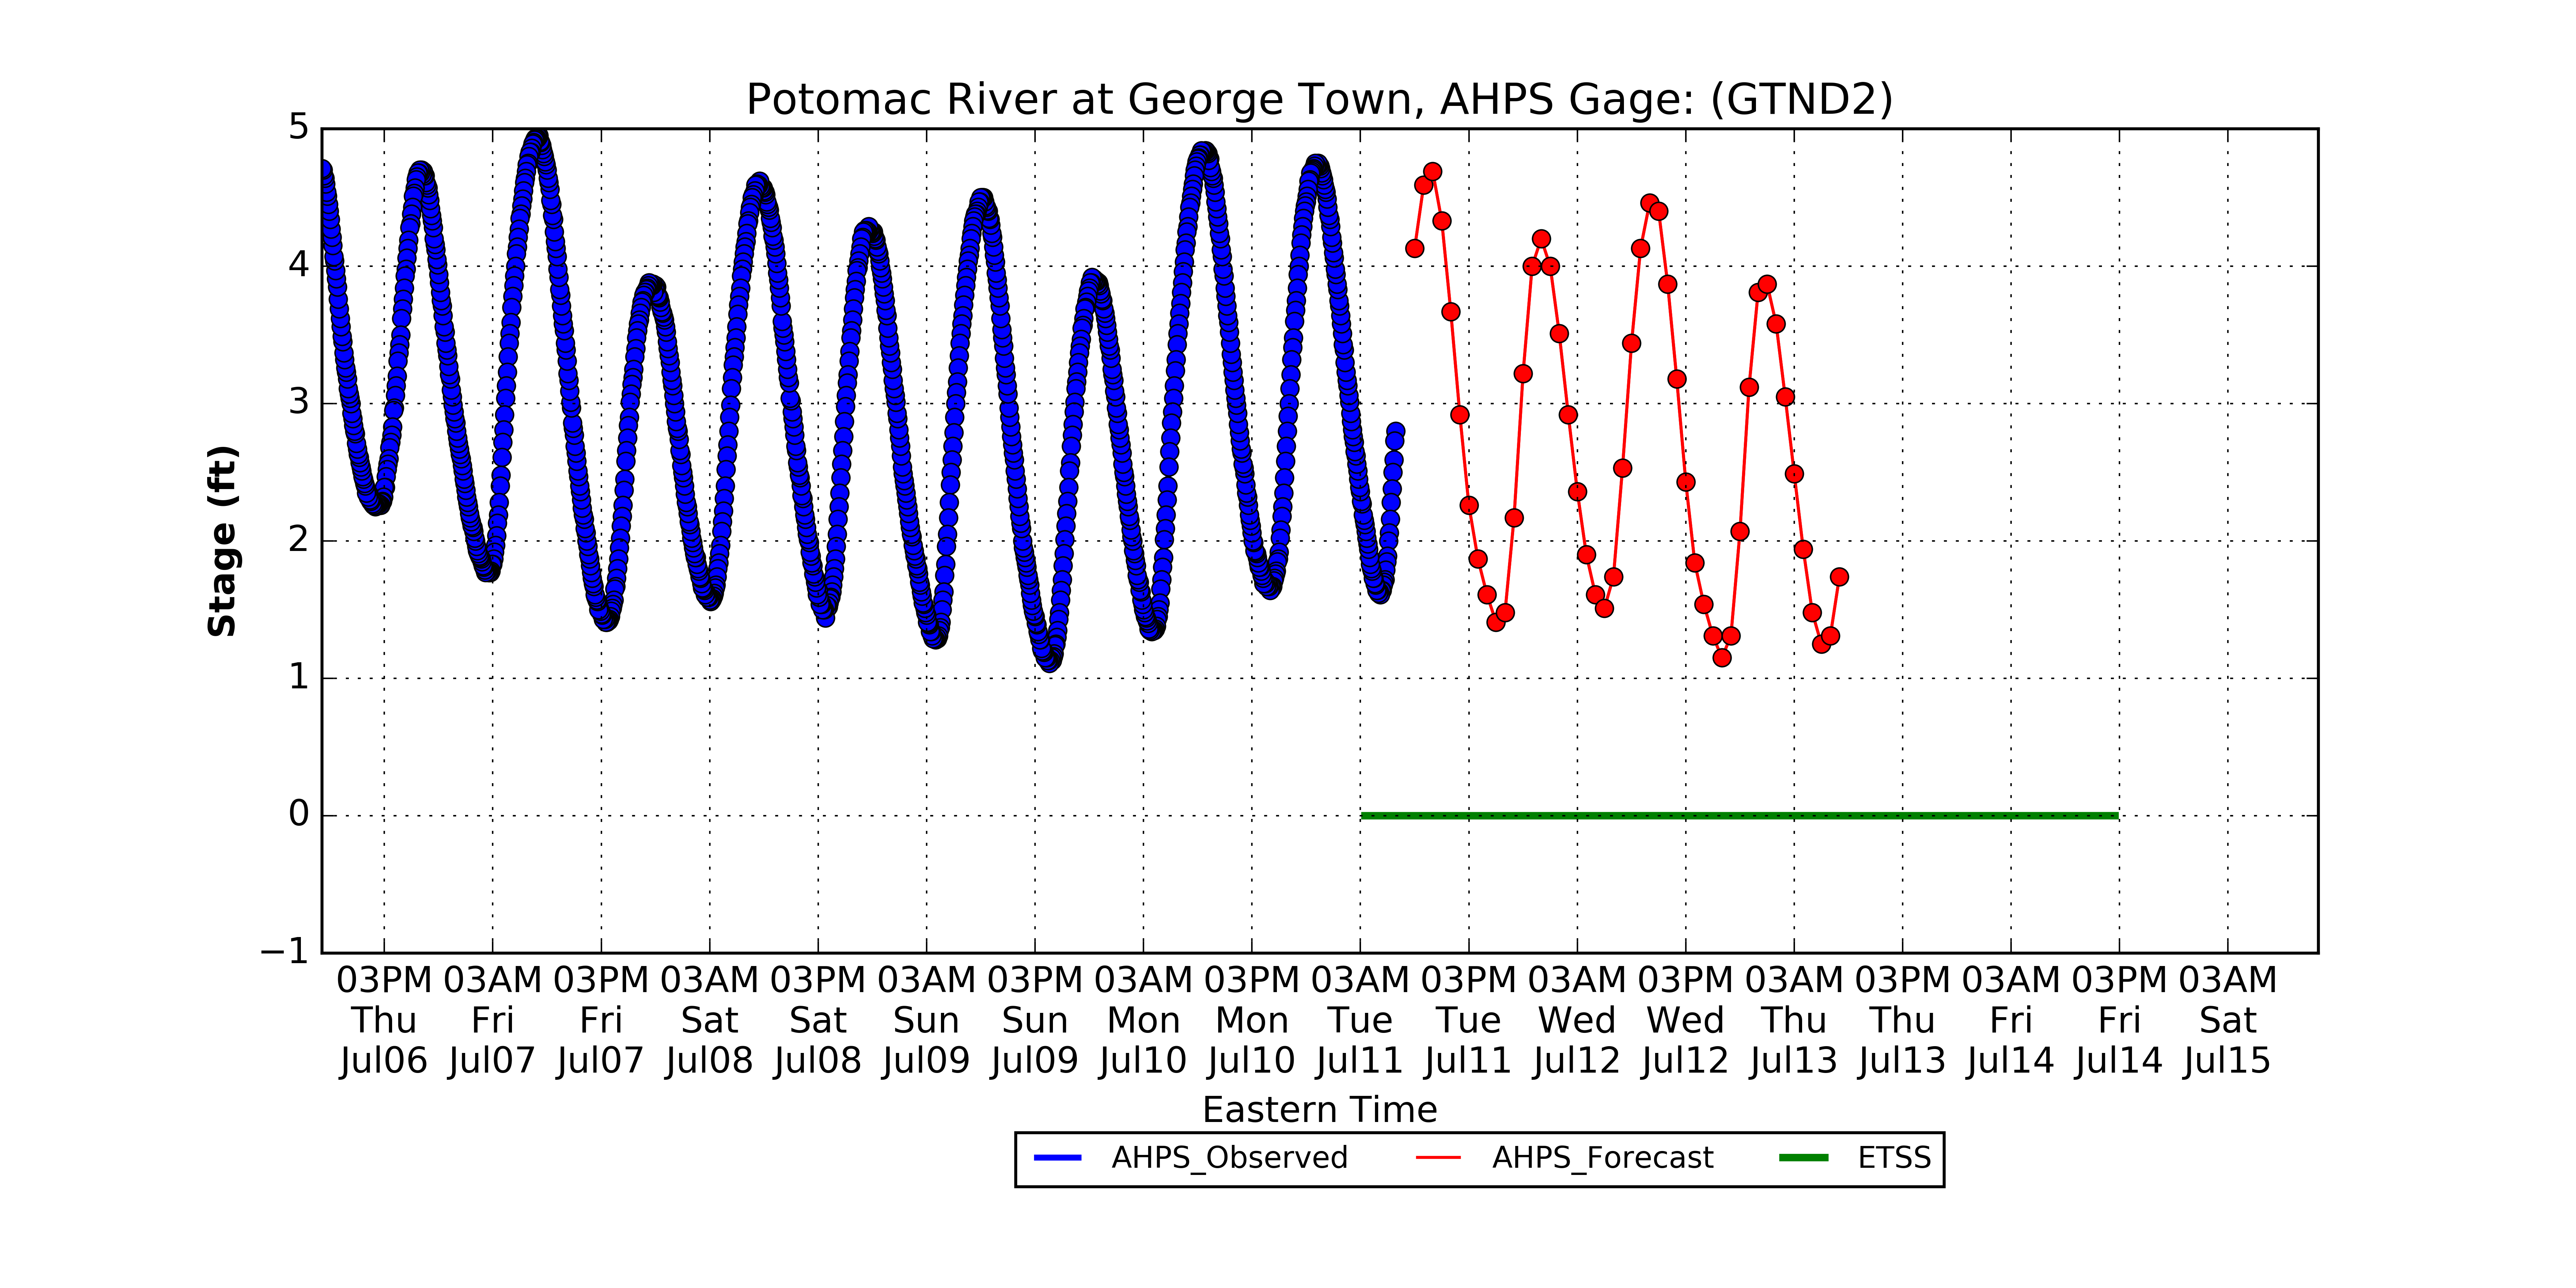 Potomac River at George Town, AHPS Gage: (GTND2)
5
4
3
2
1
0
−1
Stage (ft)
03PM 03AM 03PM 03AM 03PM 03AM 03PM 03AM 03PM 03AM 03PM 03AM 03PM 03AM 03PM 03AM 03PM 03AM
Thu Fri Fri Sat Sat Sun Sun Mon Mon Tue Tue Wed Wed Thu Thu Fri Fri Sat
Jul06 Jul07 Jul07 Jul08 Jul08 Jul09 Jul09 Jul10 Jul10 Jul11 Jul11 Jul12 Jul12 Jul13 Jul13 Jul14 Jul14 Jul15
Eastern Time
AHPS_Observed AHPS_Forecast ETSS